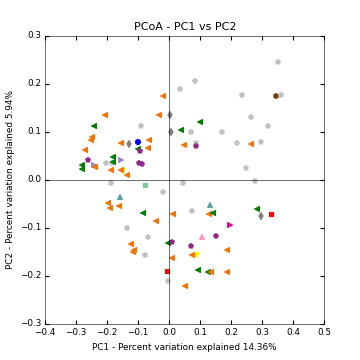 PCoA - PC1 vs PC2
0.3
0.2
0.1
0.0
−0.1
−0.2
−0.3
PC2 - Percent variation explained 5.94%
−0.4 −0.3 −0.2 −0.1 0.0 0.1 0.2 0.3 0.4 0.5
PC1 - Percent variation explained 14.36%